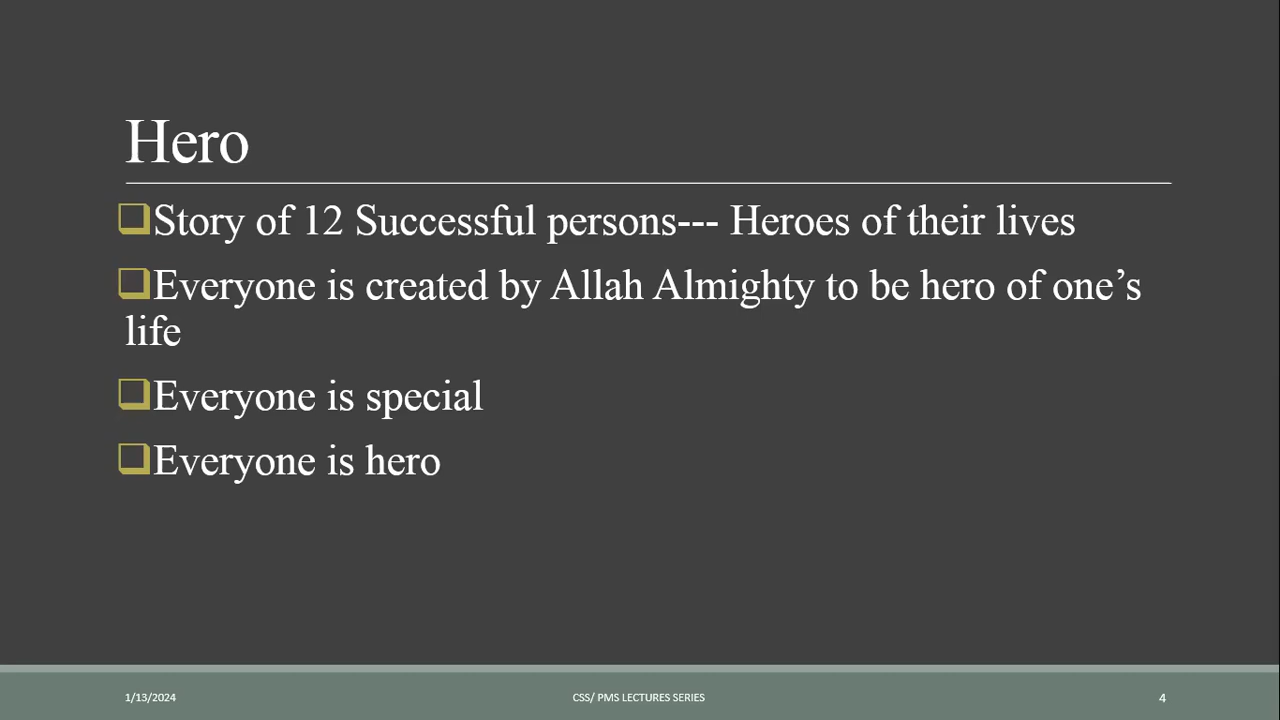 Hero
Story of 12 Successful persons--- Heroes of their lives
Everyone is created by Allah Almighty to be hero of one’s
life
Everyone is special
Everyone is hero
1/13/2024
CSS/ PMS LECTURES SERIES
4